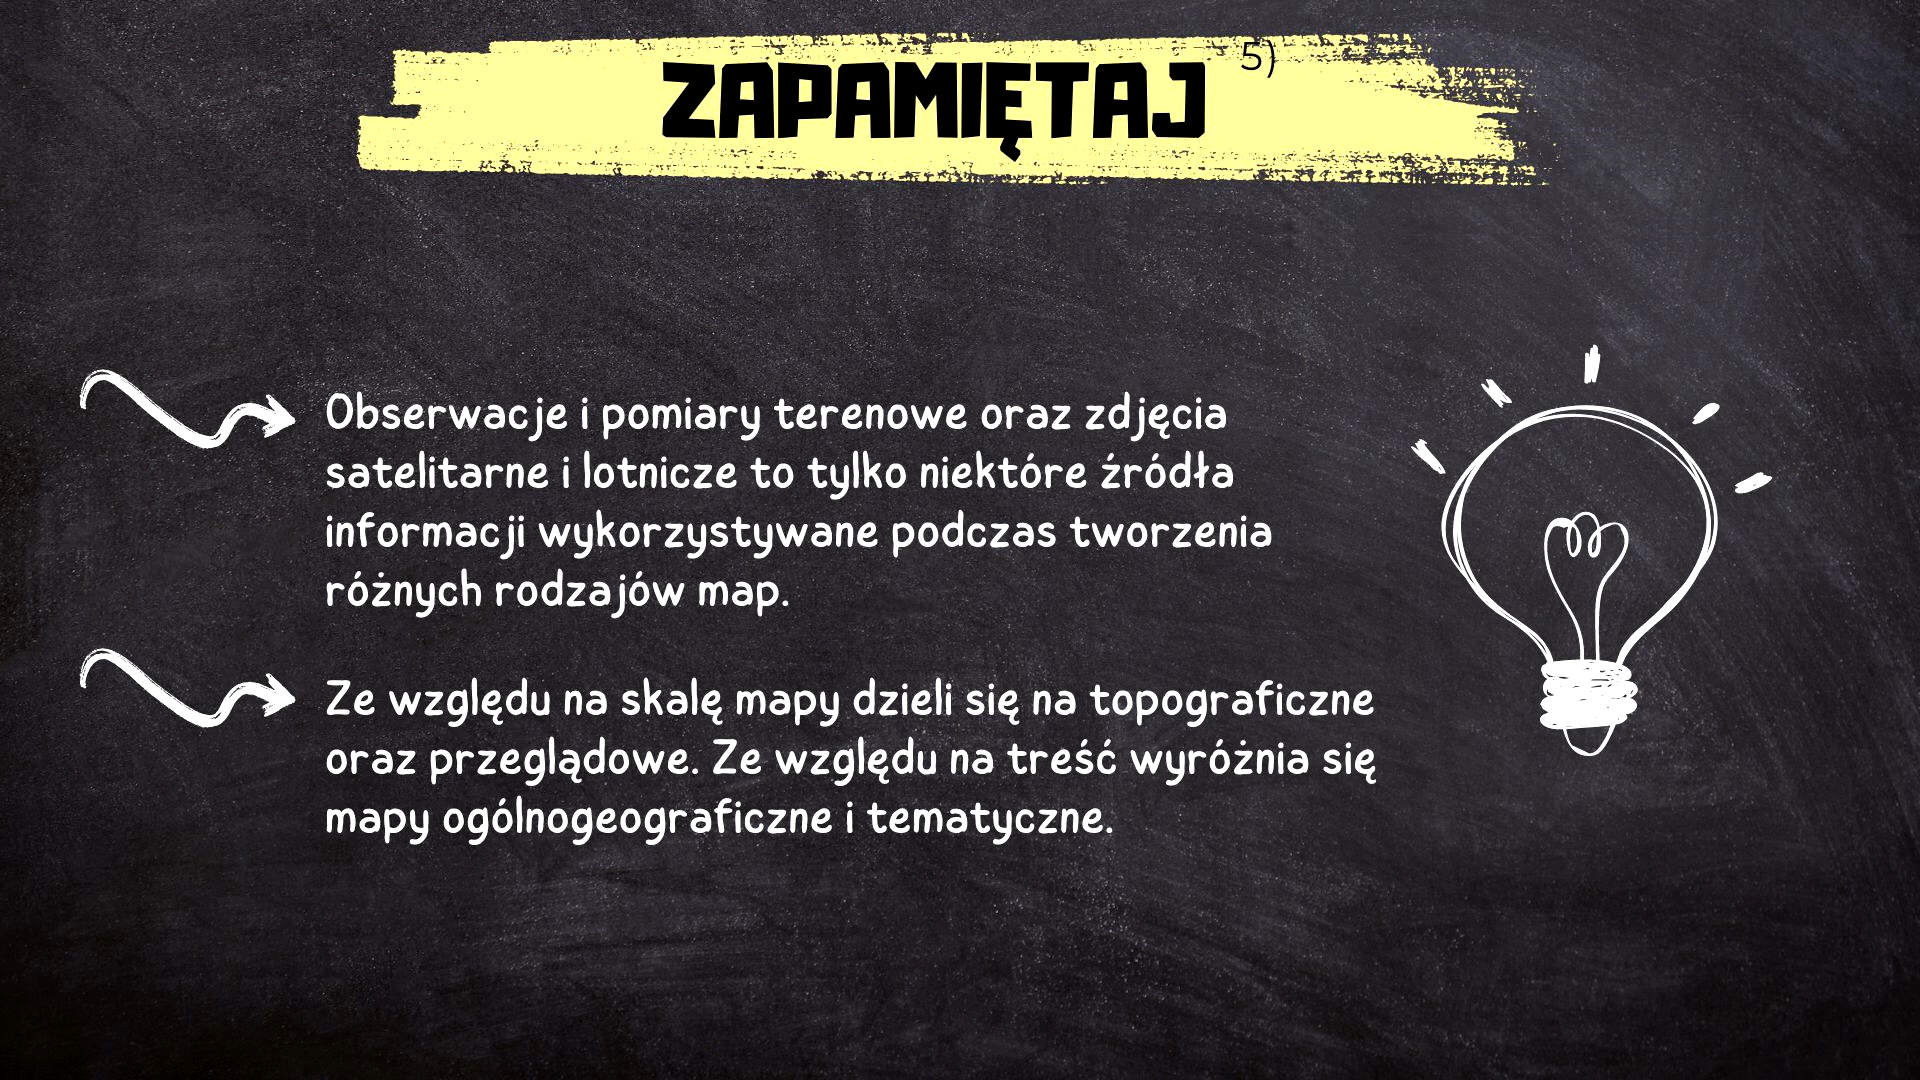 ZAPAMIĘTAJ 5)
Obserwacje i pomiary terenowe oraz zdjęcia
satelitarne i lotnicze to tylko niektóre źródła
informacji wykorzystywane podczas tworzenia
różnych rodzajów map.
Ze względu na skalę mapy dzieli się na topograficzne
oraz przeglądowe. Ze względu na treść wyróżnia się
mapy ogólnogeograficzne i tematyczne.